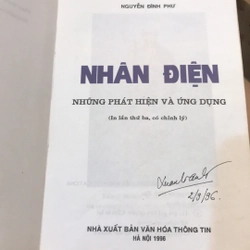 NGUYỄN ĐÌNH PHƯ
NHÂN ĐIỆN
NHỮNG PHÁT HIỆN VÀ ỨNG DỤNG
(In lần thứ ba, có chỉnh lý)
2/9/96.
NHÀ XUẤT BẢN VĂN HÓA THÔNG TIN
HÀ NỘI 1996